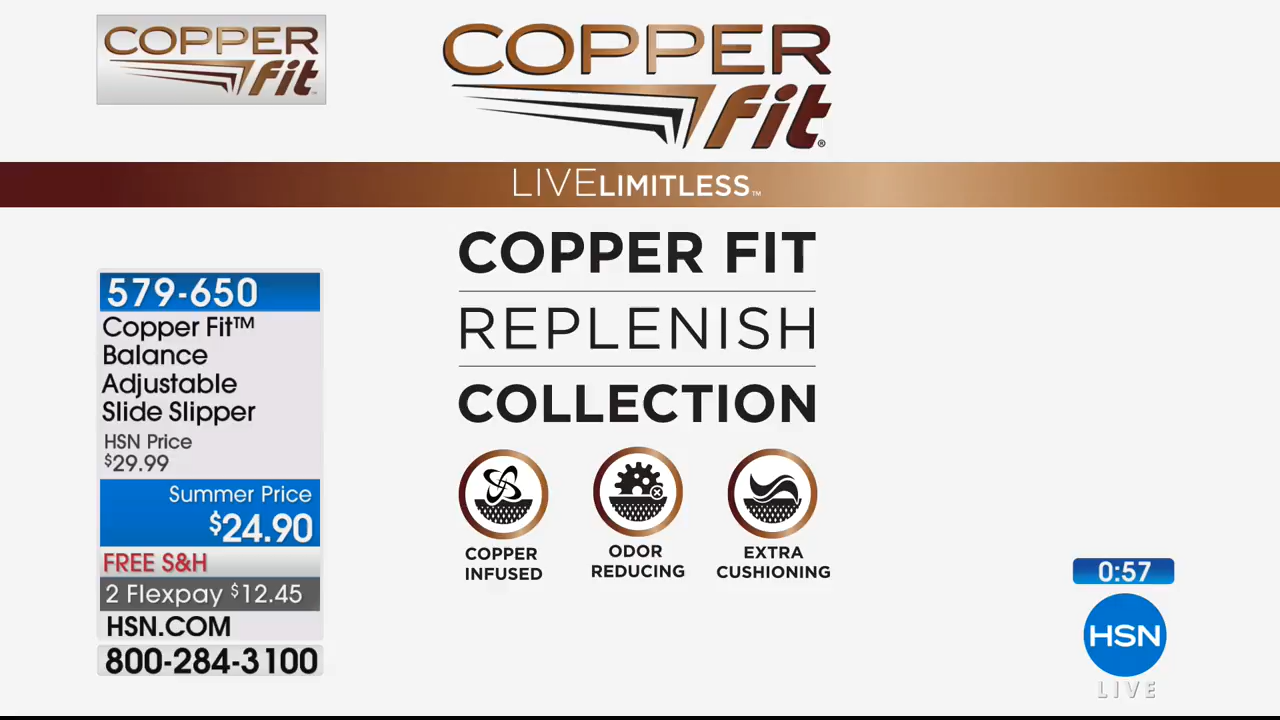 COPPER
fit
COPPER
fit®
LIVELIMITLESS™
COPPER FIT
REPLENISH
COLLECTION
COPPER
INFUSED
ODOR
REDUCING
EXTRA
CUSHIONING
579-650
Copper Fit™
Balance
Adjustable
Slide Slipper
HSN Price
$29.99
Summer Price
$24.90
FREE S&H
2 Flexpay $12.45
HSN.COM
800-284-3100
0:57
HSN
LIVE